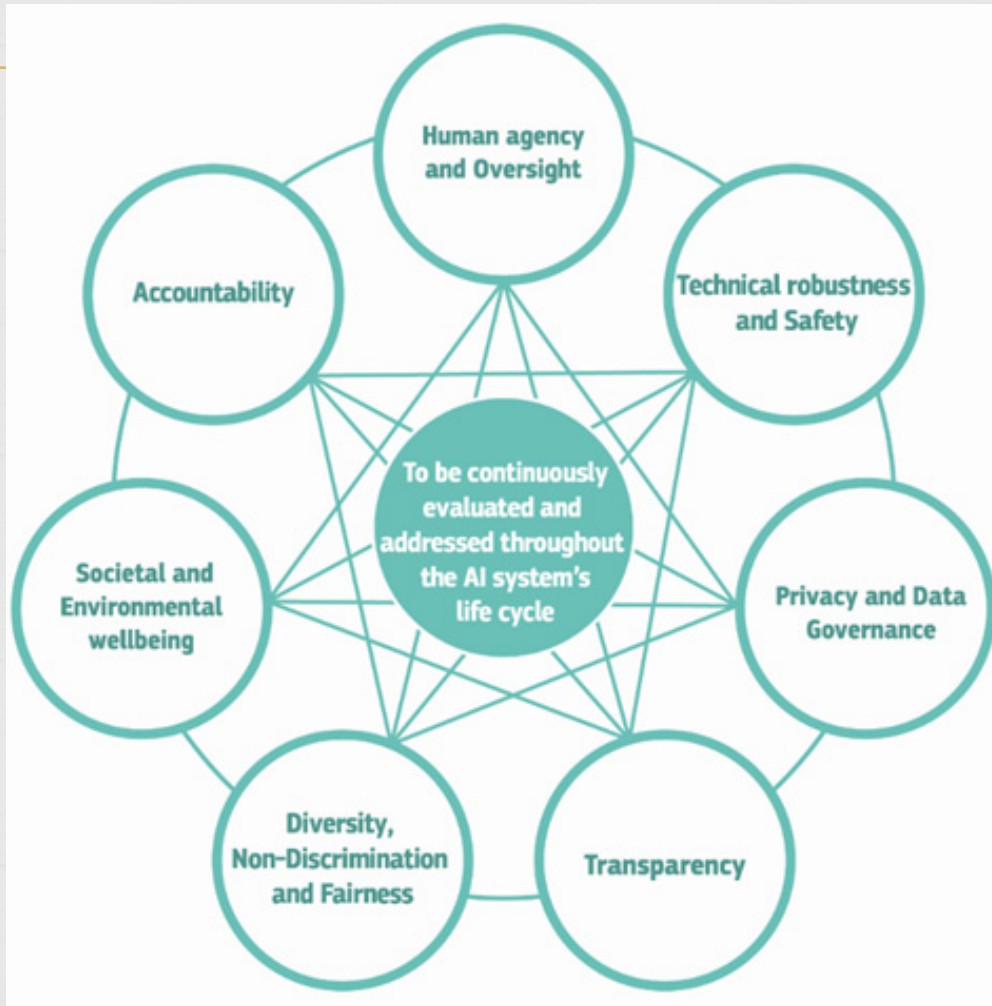 Human agency
and Oversight
Technical robustness
and Safety
Privacy and Data
Governance
Transparency
Diversity,
Non-Discrimination
and Fairness
Societal and
Environmental
wellbeing
Accountability
To be continuously
evaluated and
addressed throughout
the AI system's
life cycle